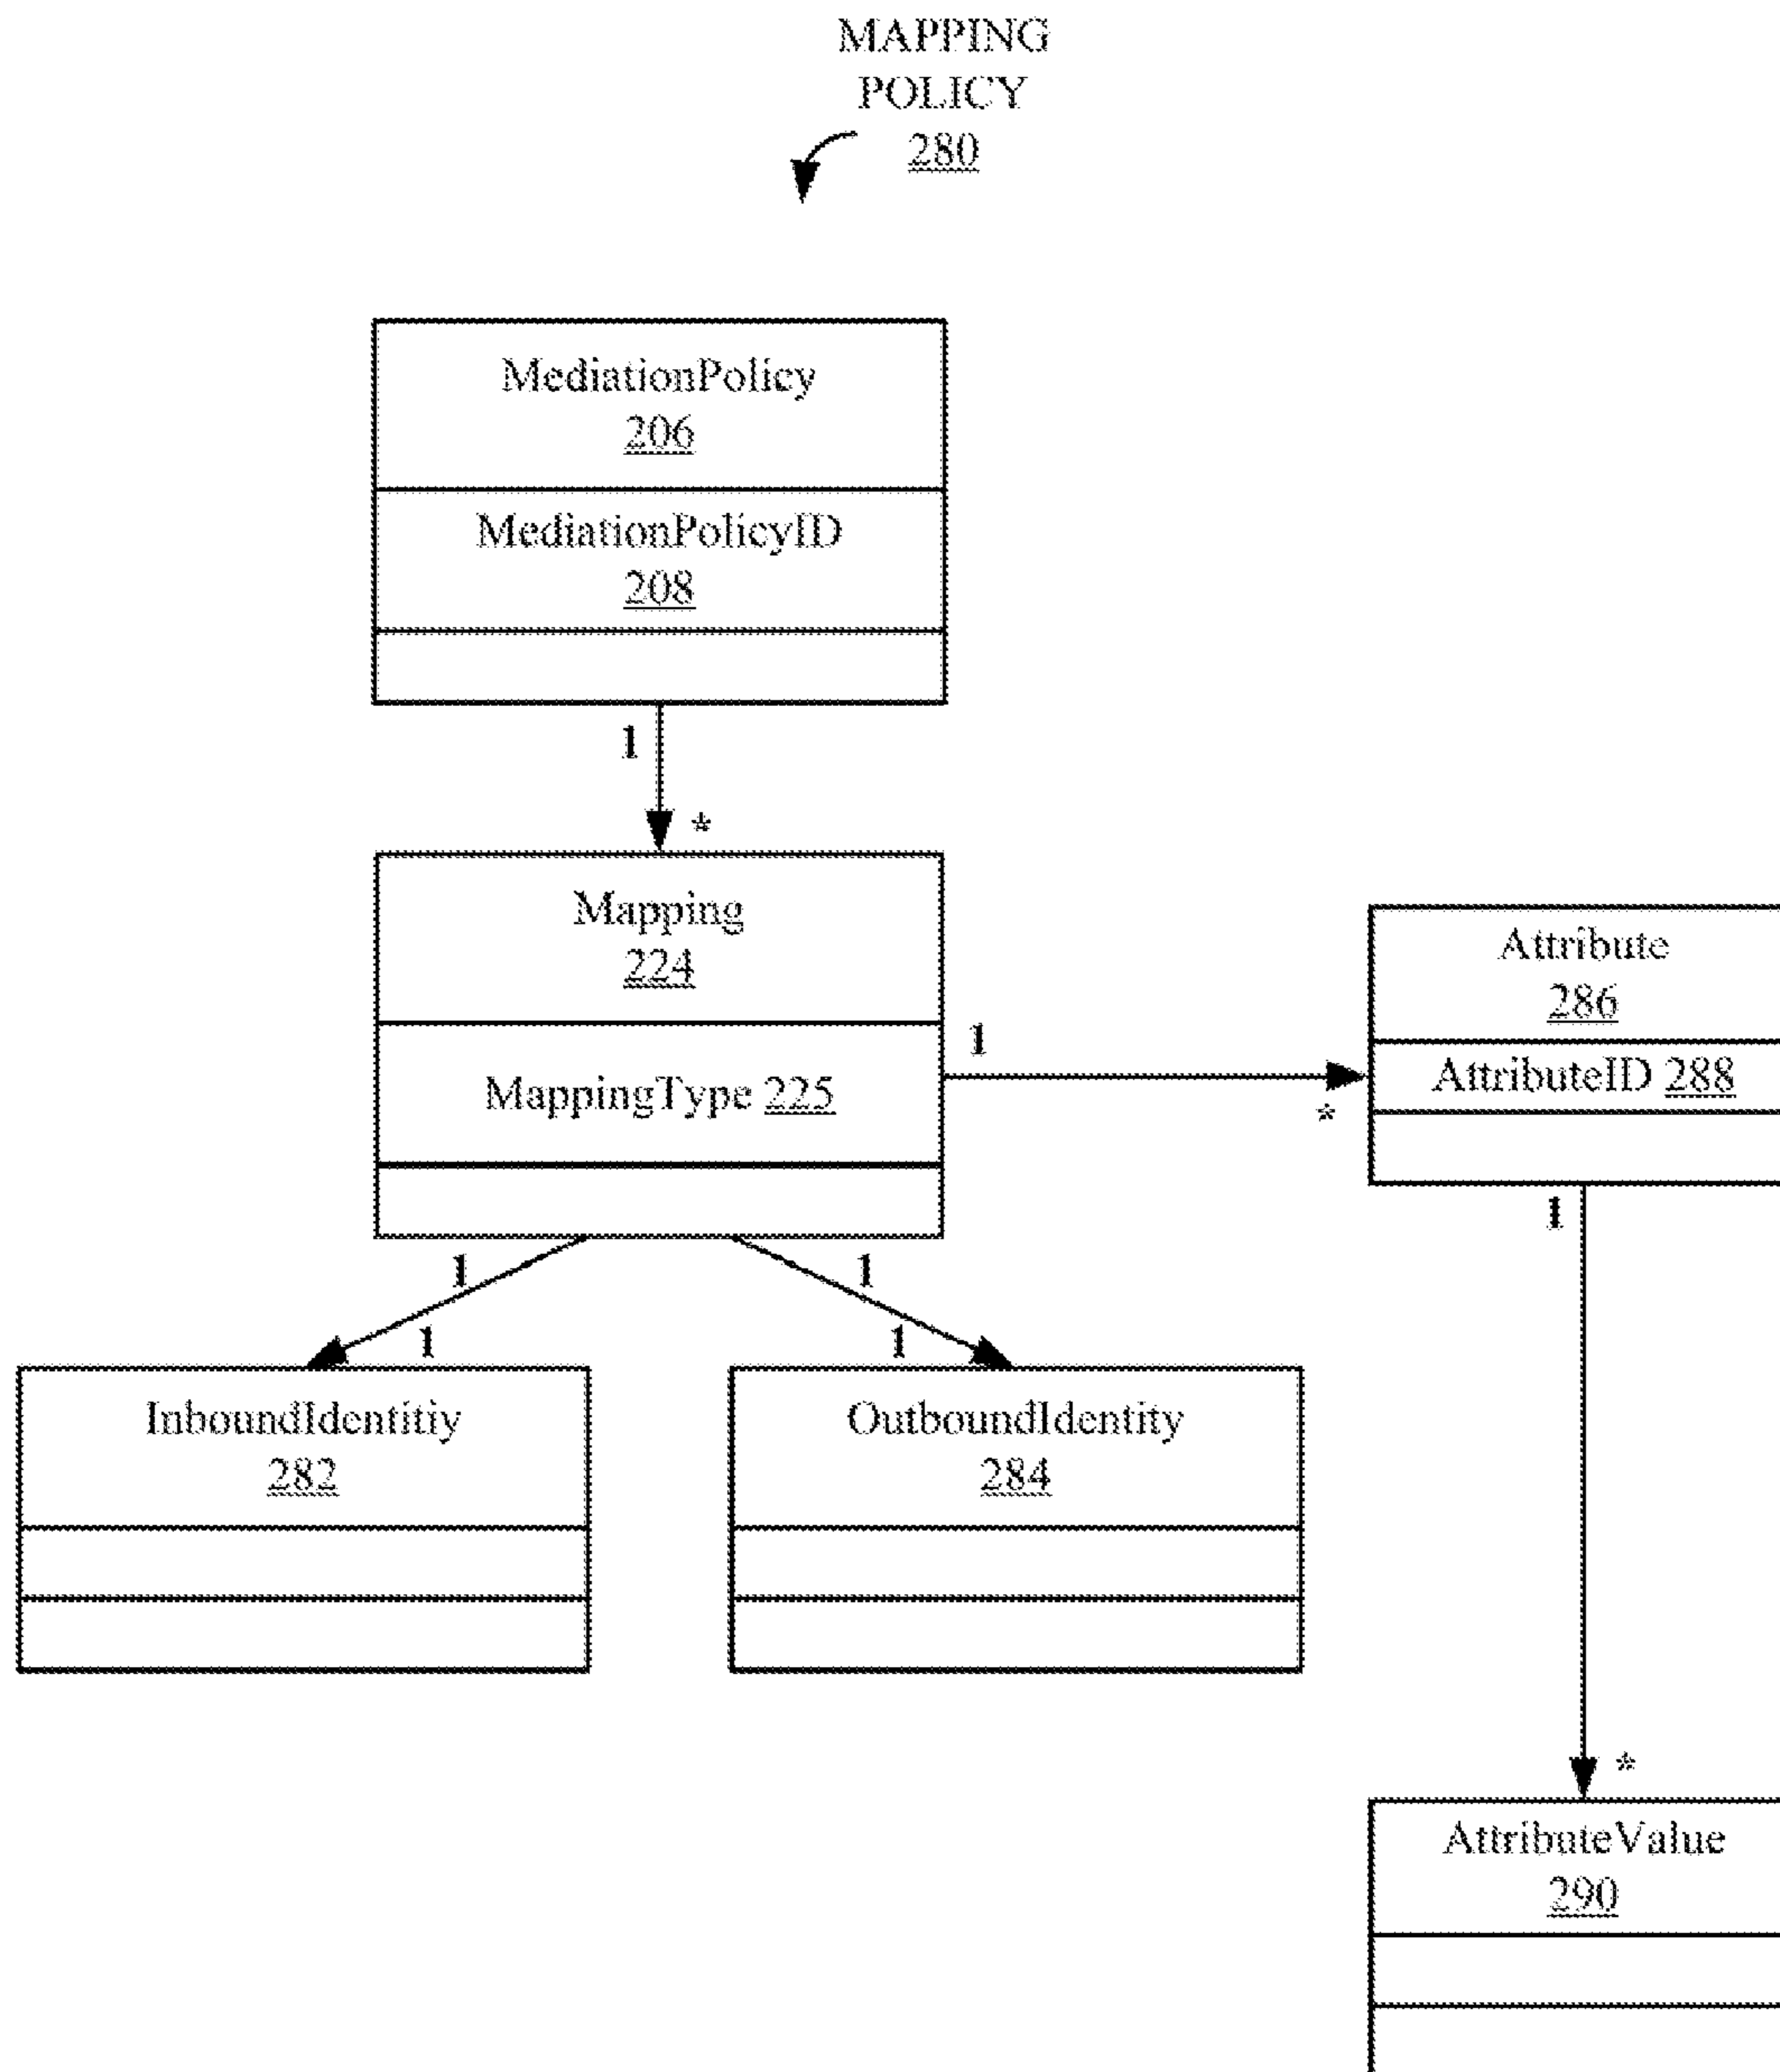 MAPPING
POLICY
280
MediationPolicy
206
MediationPolicyID
208
1
*
Mapping
224
MappingType 225
1
*
Attribute
286
AttributeID 288
1
1
1
1
1
InboundIdentitiy
282
OutboundIdentity
284
*
AttributeValue
290